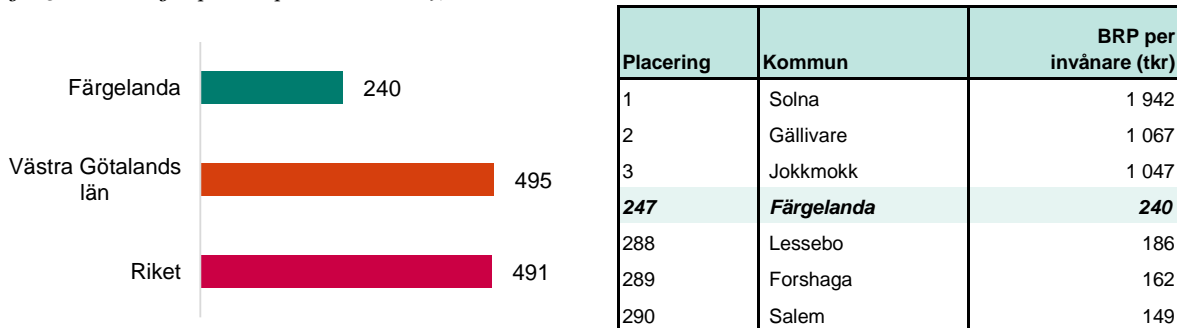 Färgelanda 240
Västra Götalands
län 495
Riket 491
Placering Kommun BRP per
invånare (tkr)
1 Solna 1 942
2 Gällivare 1 067
3 Jokkmokk 1 047
247 Färgelanda 240
288 Lessebo 186
289 Forshaga 162
290 Salem 149